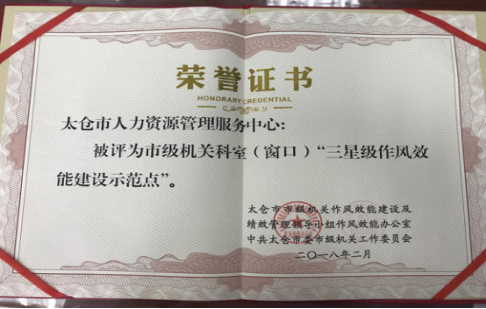 荣誉证书
HONORARY CREDENTIAL
太仓市人力资源管理服务中心:
被评为市级机关科室（窗口）“三星级作风效
能建设示范点”。
太仓市市级机关作风效能建设及
绩效管理领导小组作风效能办公室
中共太仓市委市级机关工作委员会
二〇一八年二月